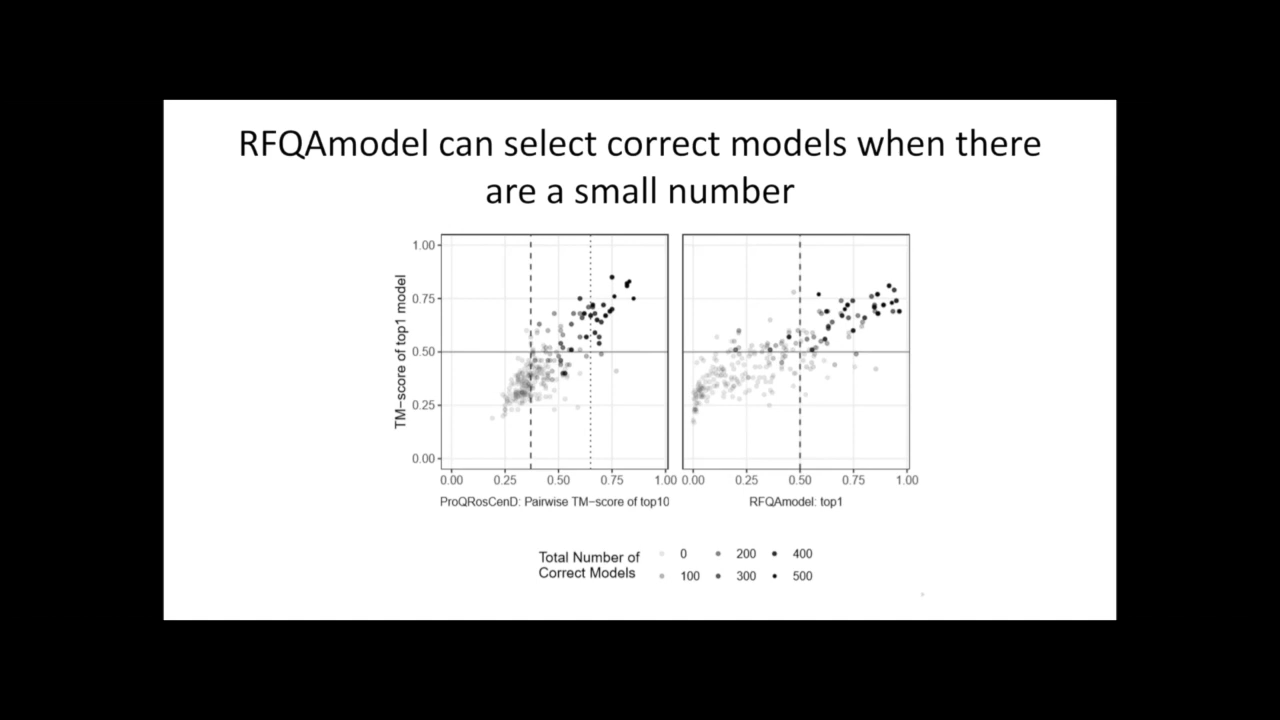 RFQAmodel can select correct models when there
are a small number
TM−score of top1 model
1.00
0.75
0.50
0.25
0.00
0.00 0.25 0.50 0.75 1.00
0.00 0.25 0.50 0.75 1.00
ProQRosCenD: Pairwise TM−score of top10
RFQAmodel: top1
Total Number of
Correct Models
0 200 400
100 300 500